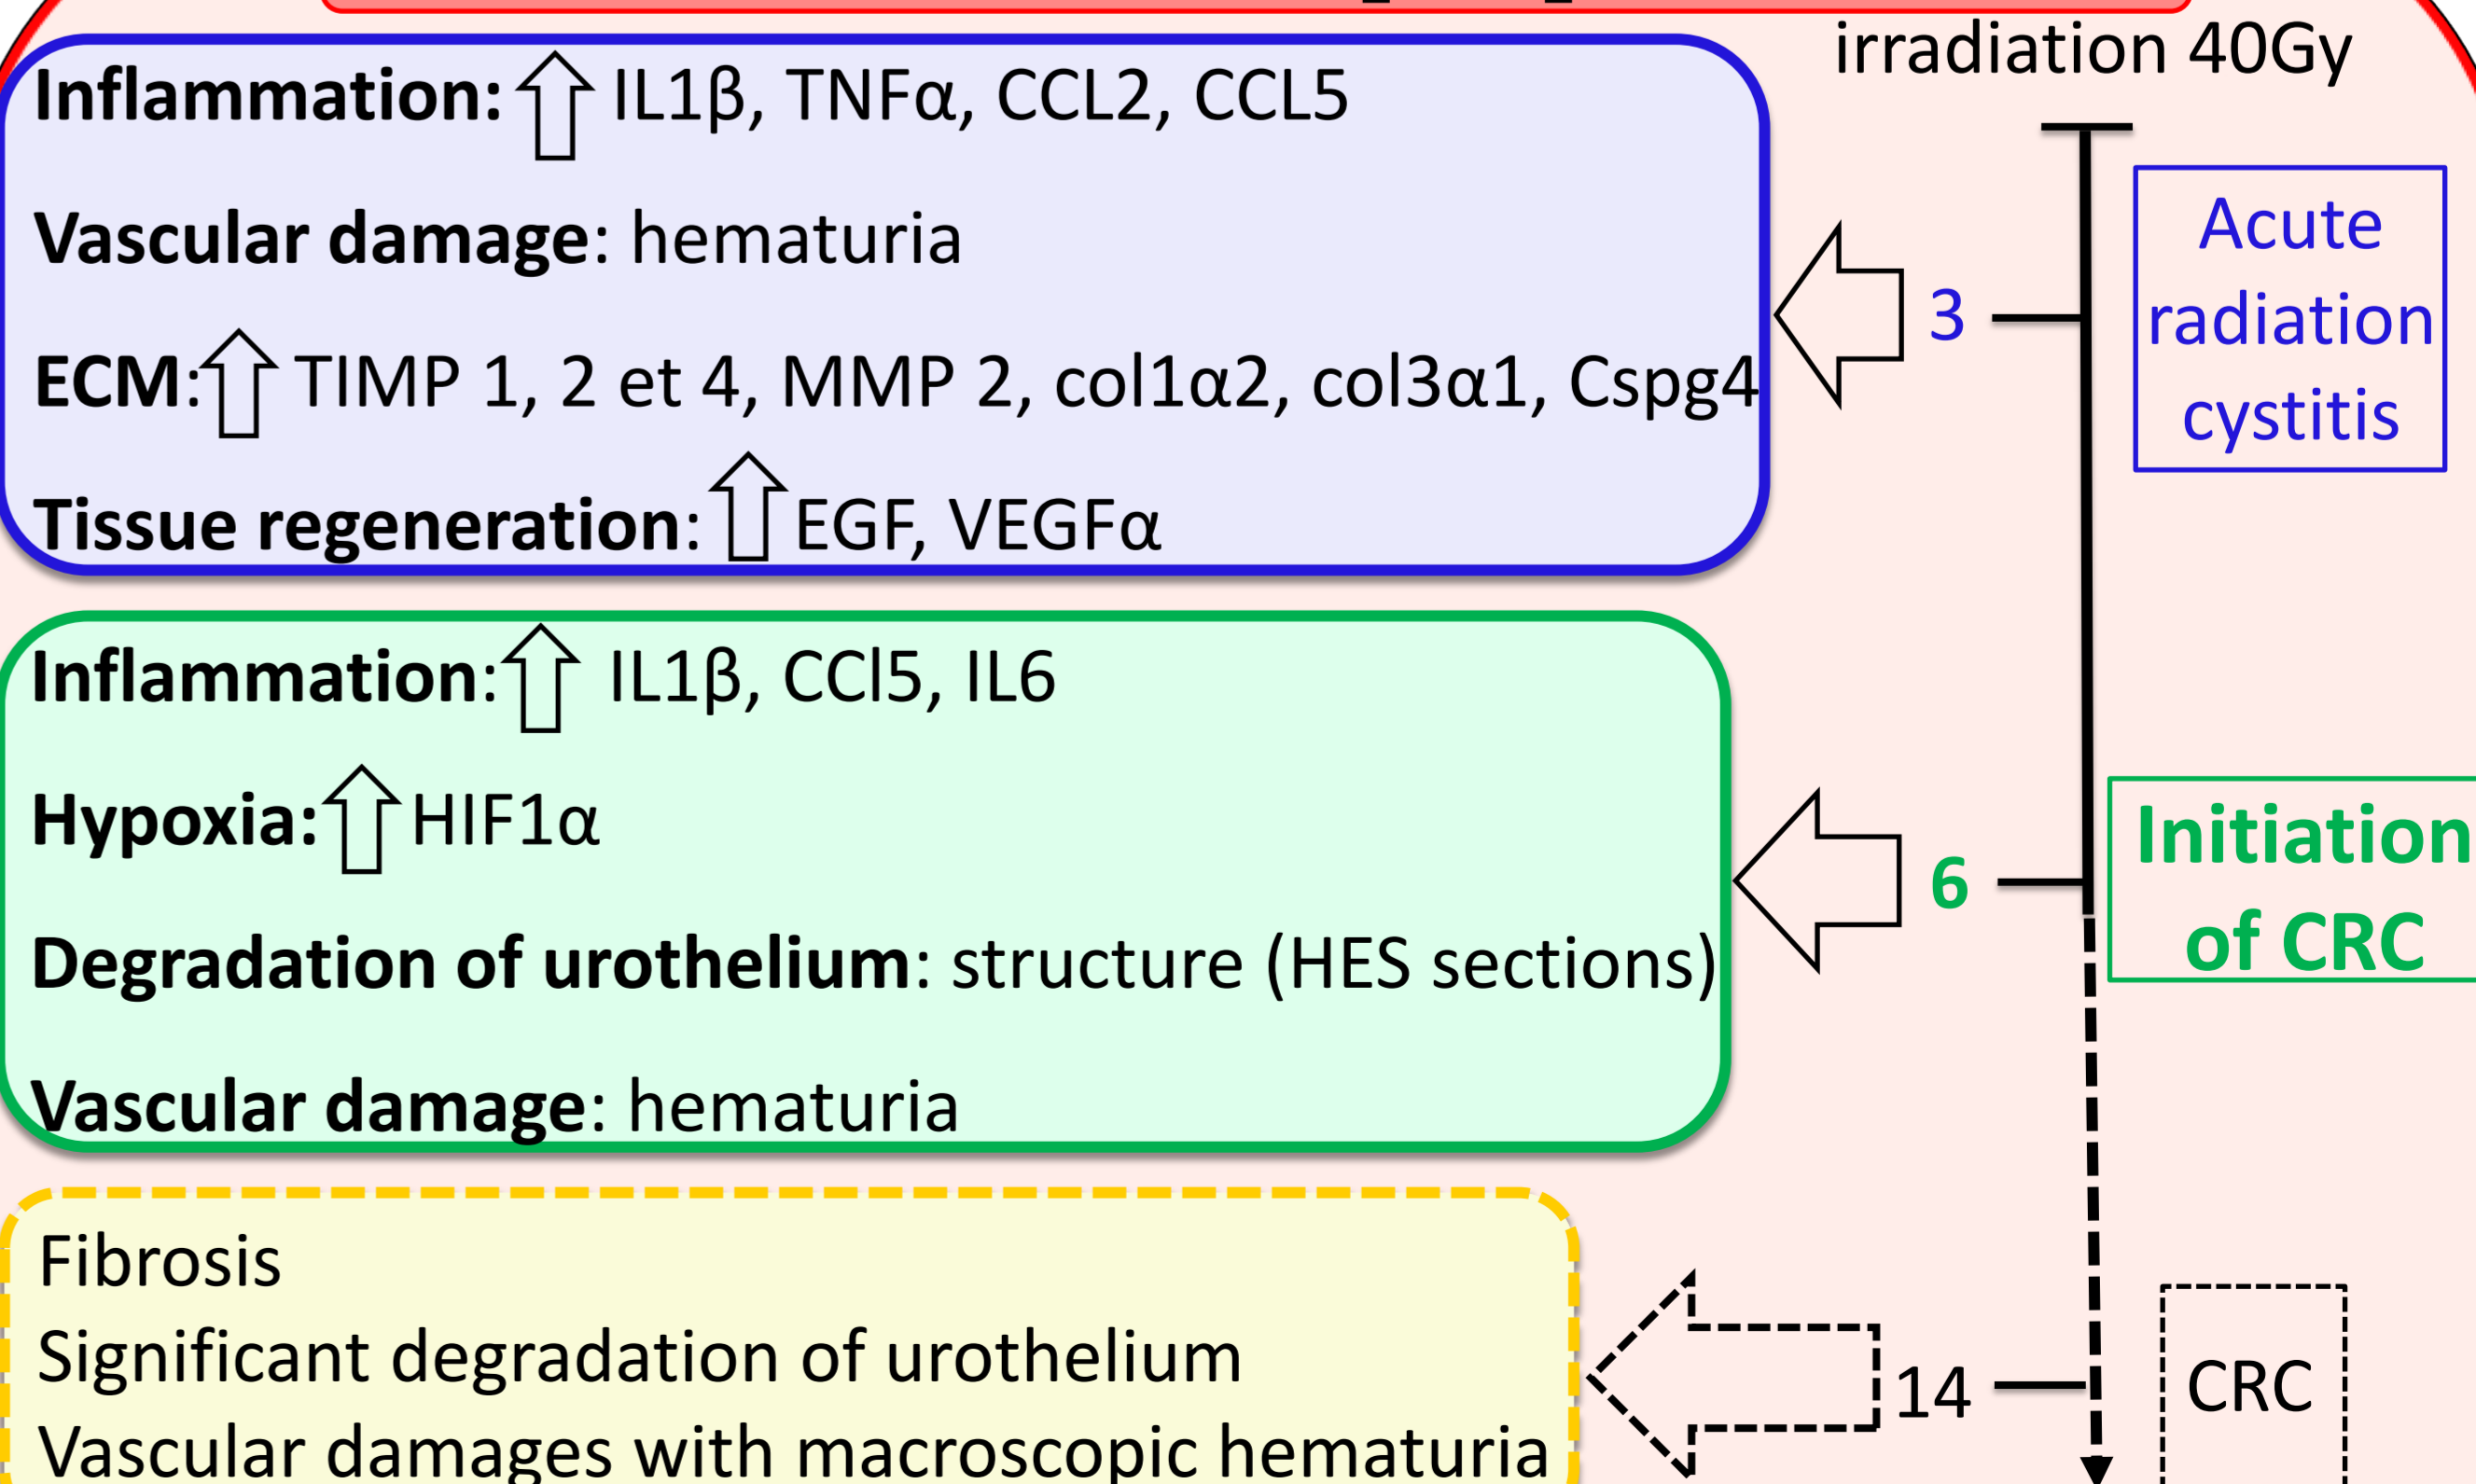 irradiation 40Gy
Inflammation: IL1β, TNFα, CCL2, CCL5
Vascular damage: hematuria
ECM: TIMP 1, 2 et 4, MMP 2, col1α2, col3α1, Cspg4
Tissue regeneration: EGF, VEGFα
3
Acute
radiation
cystitis
Inflammation: IL1β, CCl5, IL6
Hypoxia: HIF1α
Degradation of urothelium: structure (HES sections)
Vascular damage: hematuria
6
Initiation
of CRC
Fibrosis
Significant degradation of urothelium
Vascular damages with macroscopic hematuria
14
CRC